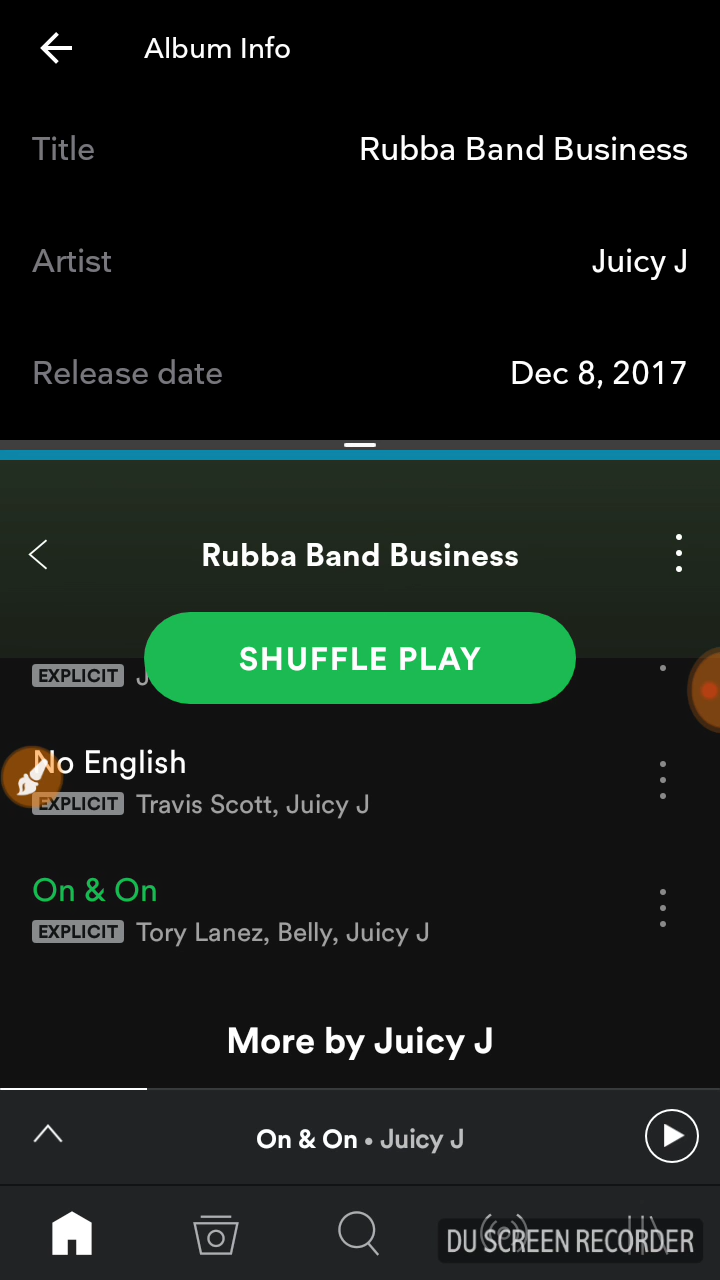 Album Info
Title Rubba Band Business
Artist Juicy J
Release date Dec 8, 2017
Rubba Band Business
SHUFFLE PLAY
EXPLICIT J
No English
EXPLICIT Travis Scott, Juicy J
On & On
EXPLICIT Tory Lanez, Belly, Juicy J
More by Juicy J
On & On • Juicy J
DU SCREEN RECORDER